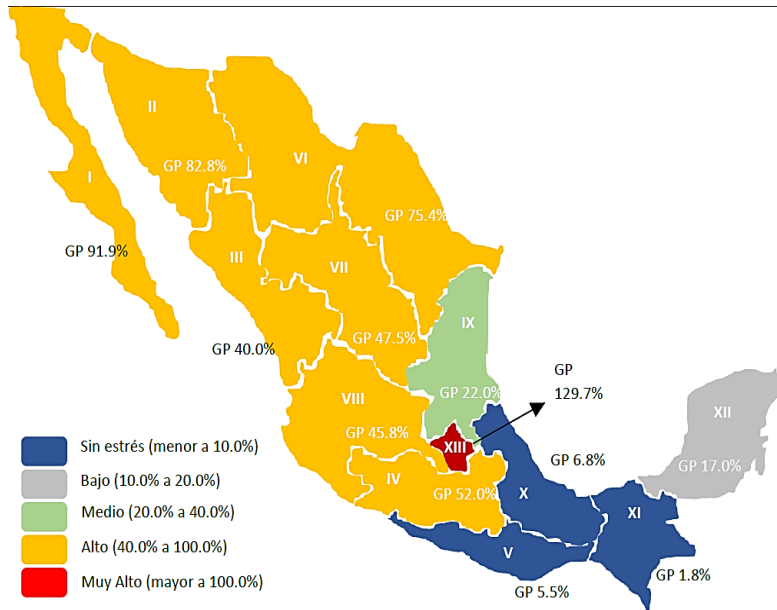 II
VI
I
GP 82.8%
GP 75.4%
GP 91.9%
III
VII
IX
GP 40.0%
GP 47.5%
GP
129.7%
VIII
GP 22.0%
XII
GP 45.8%
XIII
GP 6.8%
GP 17.0%
IV
GP 52.0%
X
XI
V
GP 1.8%
GP 5.5%
Sin estrés (menor a 10.0%)
Bajo (10.0% a 20.0%)
Medio (20.0% a 40.0%)
Alto (40.0% a 100.0%)
Muy Alto (mayor a 100.0%)